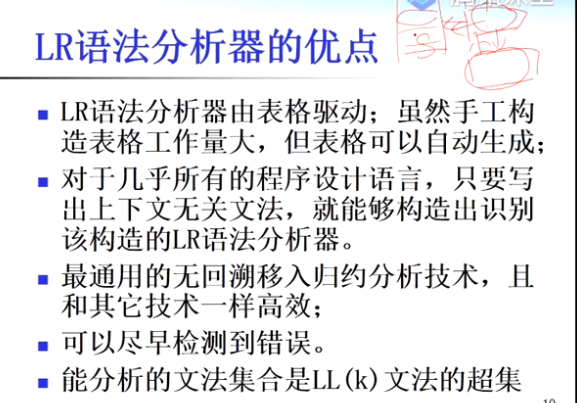 LR语法分析器的优点
LR语法分析器由表格驱动；虽然手工构
造表格工作量大，但表格可以自动生成；
对于几乎所有的程序设计语言，只要写
出上下文无关文法，就能够构造出识别
该构造的LR语法分析器。
最通用的无回溯移入归约分析技术，且
和其它技术一样高效；
可以尽早检测到错误。
能分析的文法集合是LL(k)文法的超集